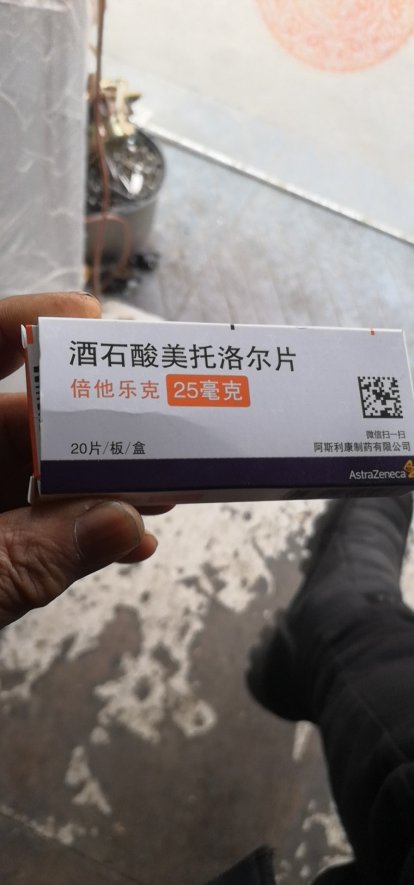 酒石酸美托洛尔片
倍他乐克 25毫克
20片/板/盒
微信扫一扫
阿斯利康制药有限公司
AstraZeneca